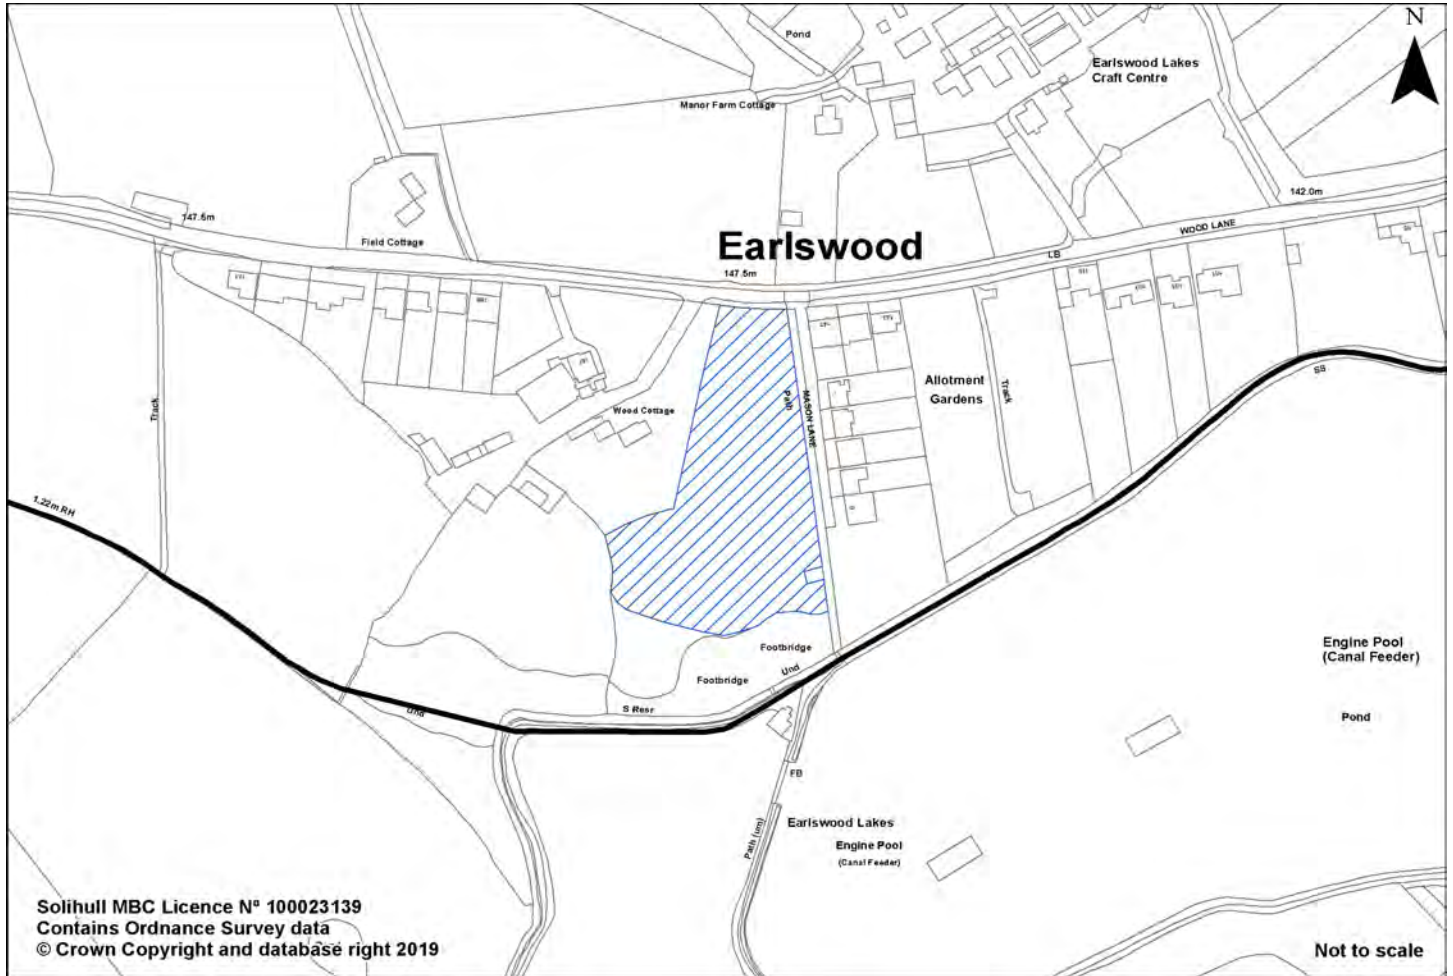 N
Pond
Earlswood Lakes
Craft Centre
Manor Farm Cottage
142.0m
147.5m
WOOD LANE
Field Cottage
Earlswood
LB
147.5m
Allotment
Gardens
Track
Path
MASON LANE
Wood Cottage
Track
SS
1.22m RH
Footbridge
Und
Footbridge
S Resr
Und
Engine Pool
(Canal Feeder)
Pond
FB
Earlswood Lakes
Engine Pool
(Canal Feeder)
Path (um)
Solihull MBC Licence Nº 100023139
Contains Ordnance Survey data
© Crown Copyright and database right 2019
Not to scale